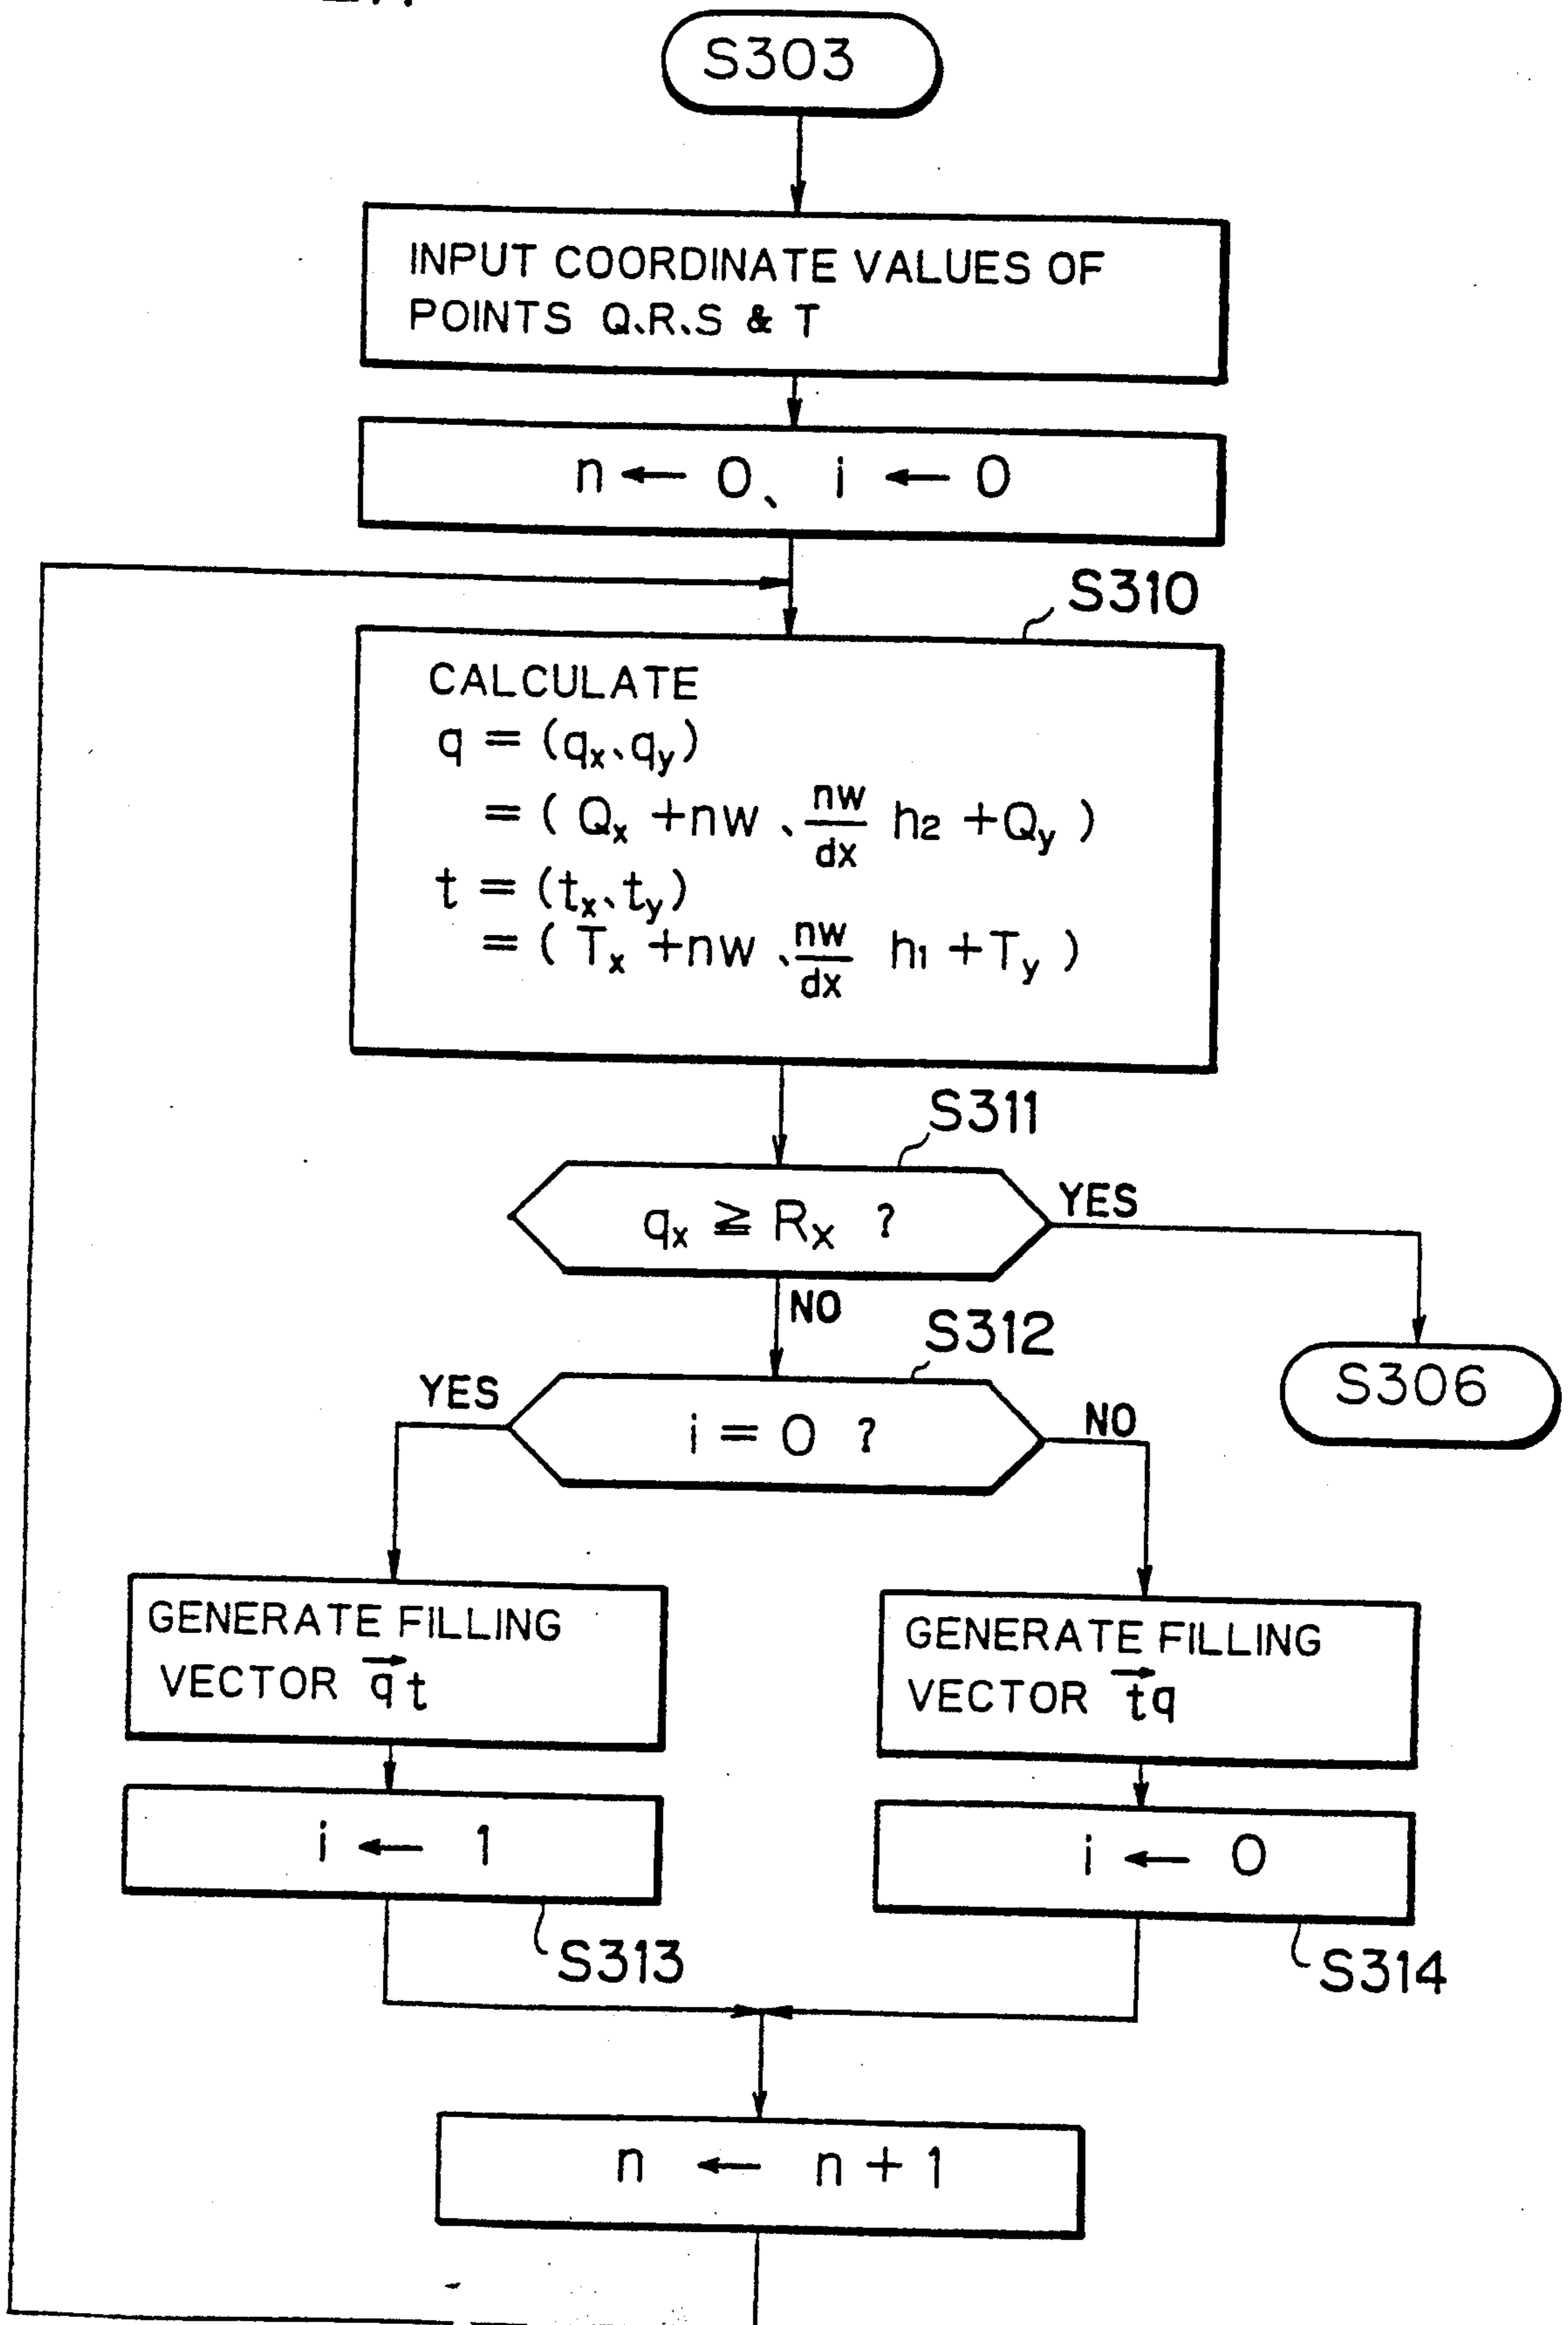 S303
INPUT COORDINATE VALUES OF
POINTS Q、R、S & T
n ← 0、 i ← 0
S310
CALCULATE
q = (qx、qy)
= ( Qx +nw 、 nw/dx h2 +Qy )
t = (tx、ty)
= ( Tx +nw 、 nw/dx h1 +Ty )
S311
qx ≧ Rx ?
YES
NO
S312
S306
YES
i = 0 ?
NO
GENERATE FILLING
VECTOR q⃗t
GENERATE FILLING
VECTOR t⃗q
i ← 1
i ← 0
S313
S314
n ← n + 1